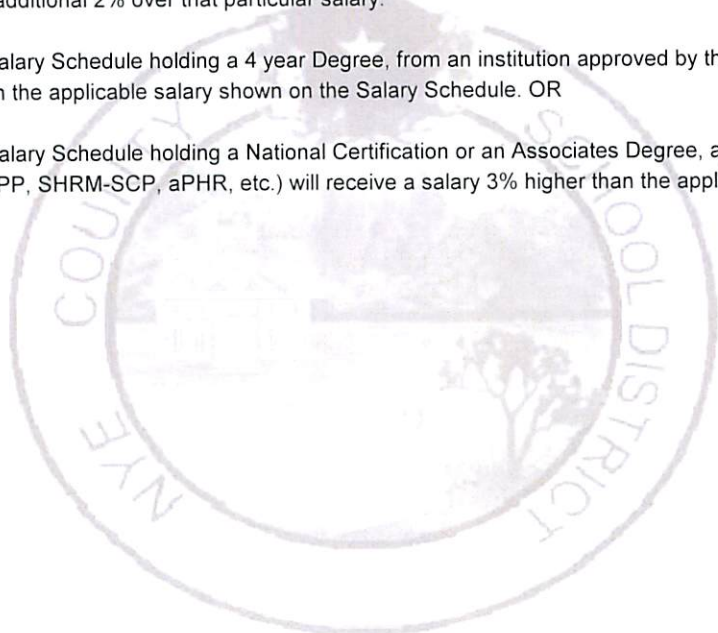 additional 2% over that particular salary.
alary Schedule holding a 4 year Degree, from an institution approved by th
the applicable salary shown on the Salary Schedule. OR
alary Schedule holding a National Certification or an Associates Degree, a
PP, SHRM-SCP, aPHR, etc.) will receive a salary 3% higher than the appl
NYE COUNTY SCHOOL DISTRICT